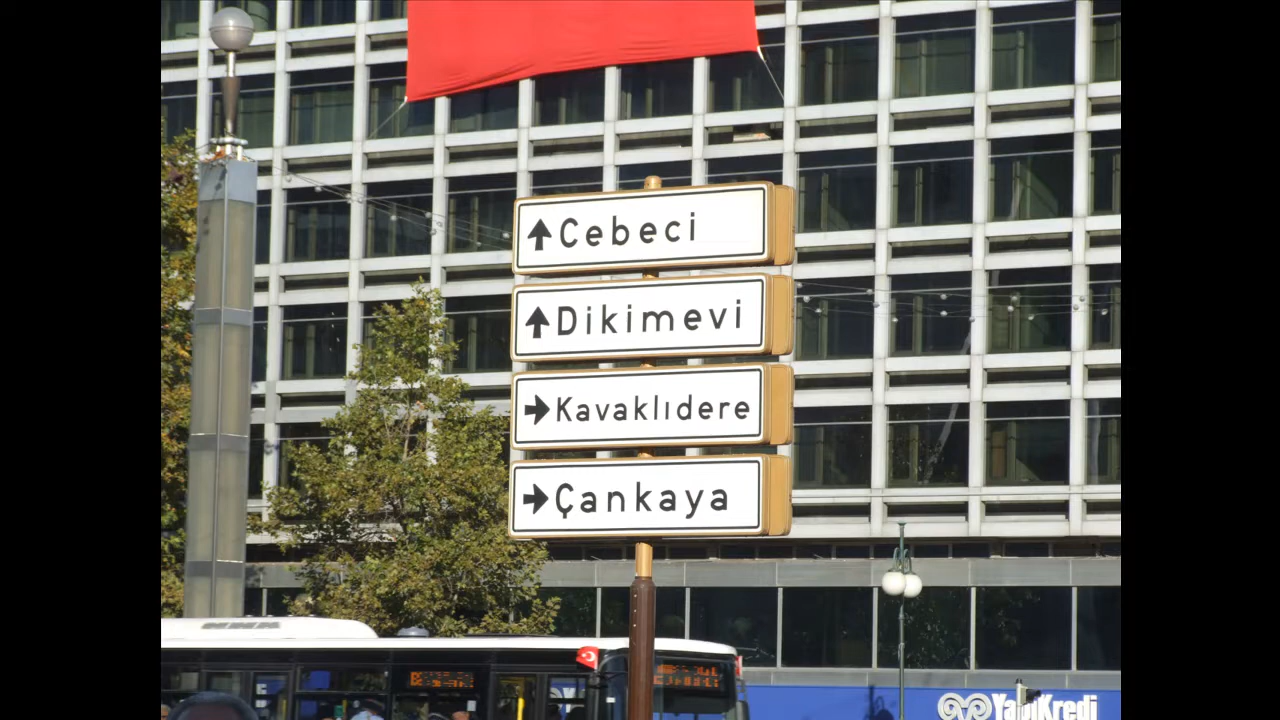 Cebeci
Dikimevi
Kavaklıdere
Çankaya
YapıKredi